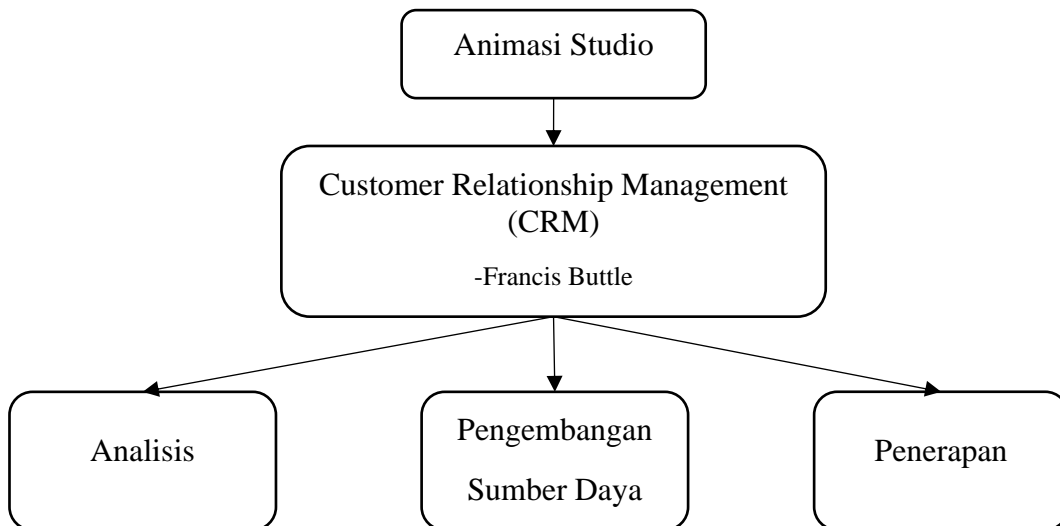 Animasi Studio
Customer Relationship Management
(CRM)
-Francis Buttle
Analisis
Pengembangan
Sumber Daya
Penerapan